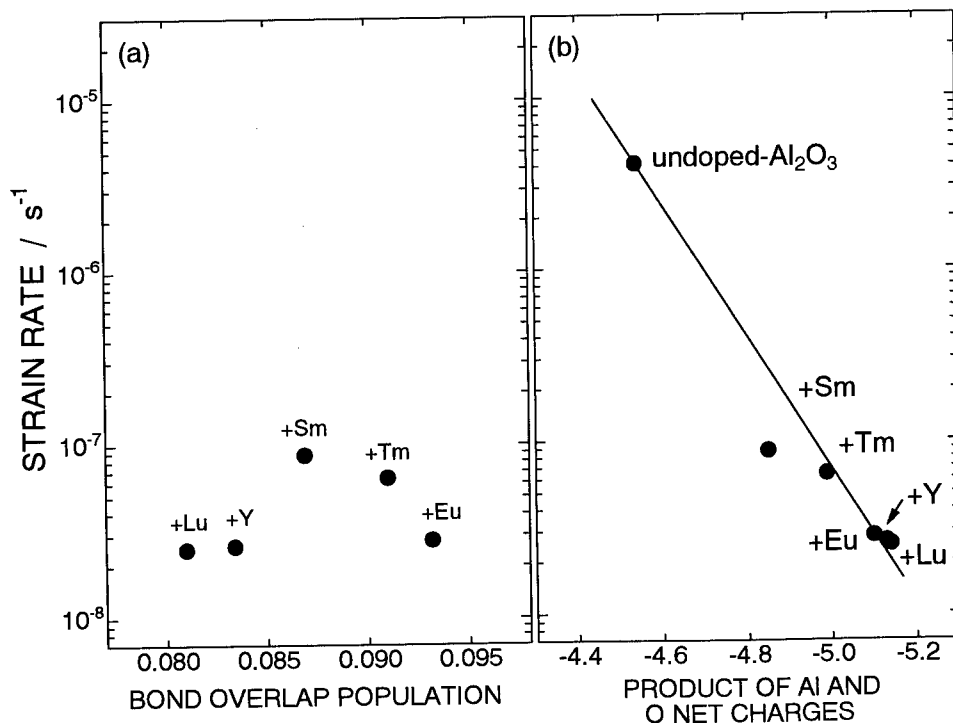 (a)
(b)
STRAIN RATE / s⁻¹
10⁻⁵
10⁻⁶
10⁻⁷
10⁻⁸
+Lu
+Y
+Sm
+Tm
+Eu
0.080 0.085 0.090 0.095
BOND OVERLAP POPULATION
undoped-Al₂O₃
+Sm
+Tm
+Y
+Eu
+Lu
-4.4 -4.6 -4.8 -5.0 -5.2
PRODUCT OF Al AND
O NET CHARGES